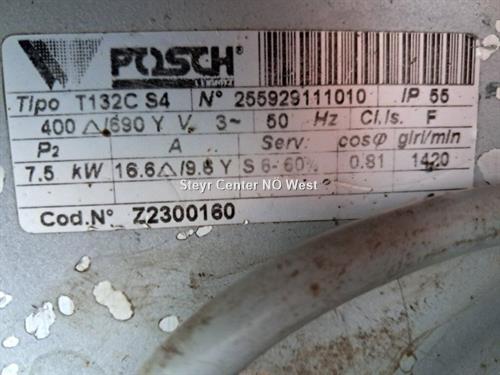 POSCH
Tipo T132C S4 N° 255929111010 IP 55
400 △/690 Y V 3~ 50 Hz Cl.Is. F
P2 A Serv. cosφ giri/min
7.5 kW 16.6△/9.6 Y S 6-60% 0.81 1420
Steyr Center NÖ West
Cod.N° Z2300160